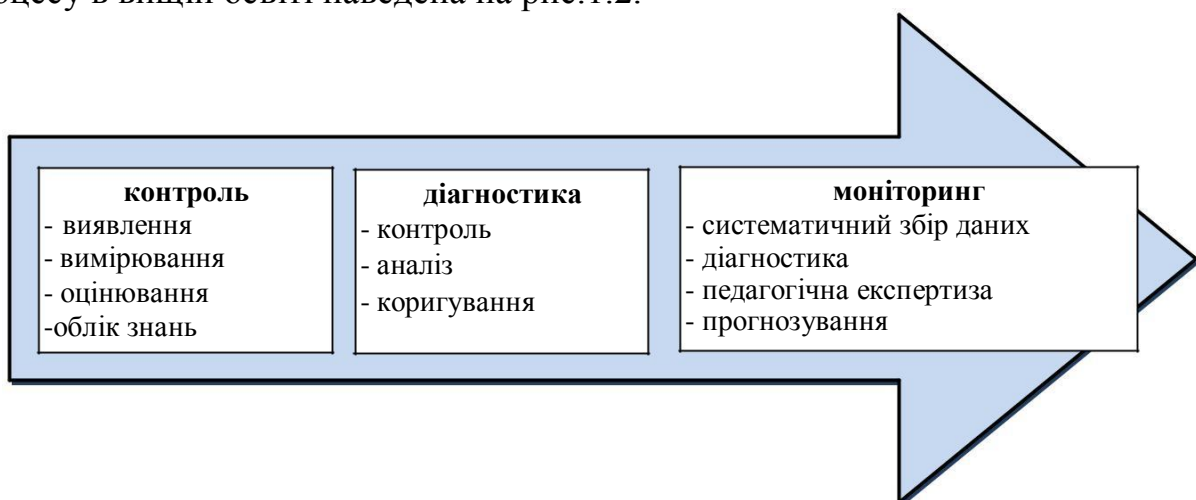 в вищій освіті наведена на рис.1.2.
контроль
- виявлення
- вимірювання
- оцінювання
-облік знань
діагностика
- контроль
- аналіз
- коригування
моніторинг
- систематичний збір даних
- діагностика
- педагогічна експертиза
- прогнозування